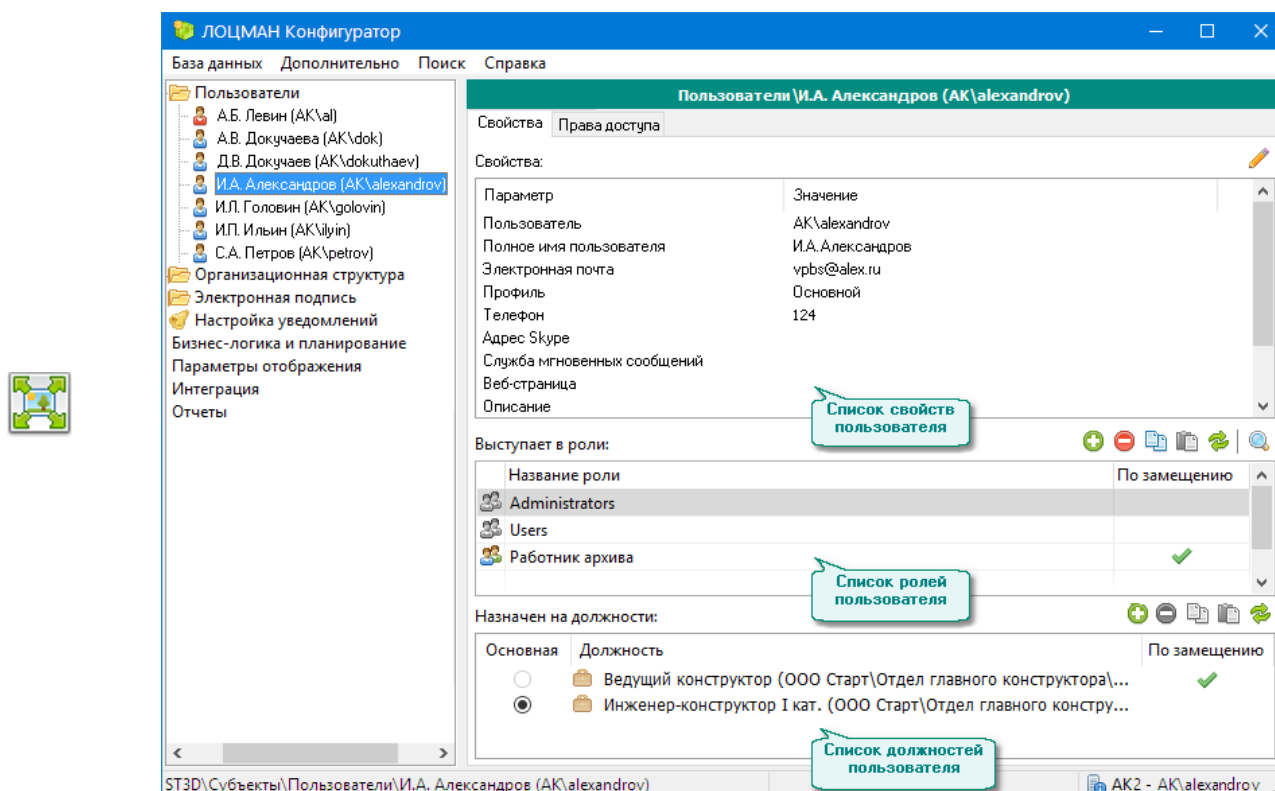 ЛОЦМАН Конфигуратор
База данных Дополнительно Поиск Справка
Пользователи
А.Б. Левин (AK\al)
А.В. Докучаева (AK\dok)
Д.В. Докучаев (AK\dokuthaev)
И.А. Александров (AK\alexandrov)
И.Л. Головин (AK\golovin)
И.П. Ильин (AK\ilyin)
С.А. Петров (AK\petrov)
Организационная структура
Электронная подпись
Настройка уведомлений
Бизнес-логика и планирование
Параметры отображения
Интеграция
Отчеты
Пользователи\И.А. Александров (AK\alexandrov)
Свойства Права доступа
Свойства:
Параметр Значение
Пользователь AK\alexandrov
Полное имя пользователя И.А.Александров
Электронная почта vpbs@alex.ru
Профиль Основной
Телефон 124
Адрес Skype
Служба мгновенных сообщений
Веб-страница
Описание
Список свойств
пользователя
Выступает в роли:
Название роли По замещению
Administrators
Users
Работник архива
Список ролей
пользователя
Назначен на должности:
Основная Должность По замещению
Ведущий конструктор (ООО Старт\Отдел главного конструктора\...
Инженер-конструктор I кат. (ООО Старт\Отдел главного констру...
Список должностей
пользователя
ST3D\Субъекты\Пользователи\И.А. Александров (AK\alexandrov) AK2 - AK\alexandrov